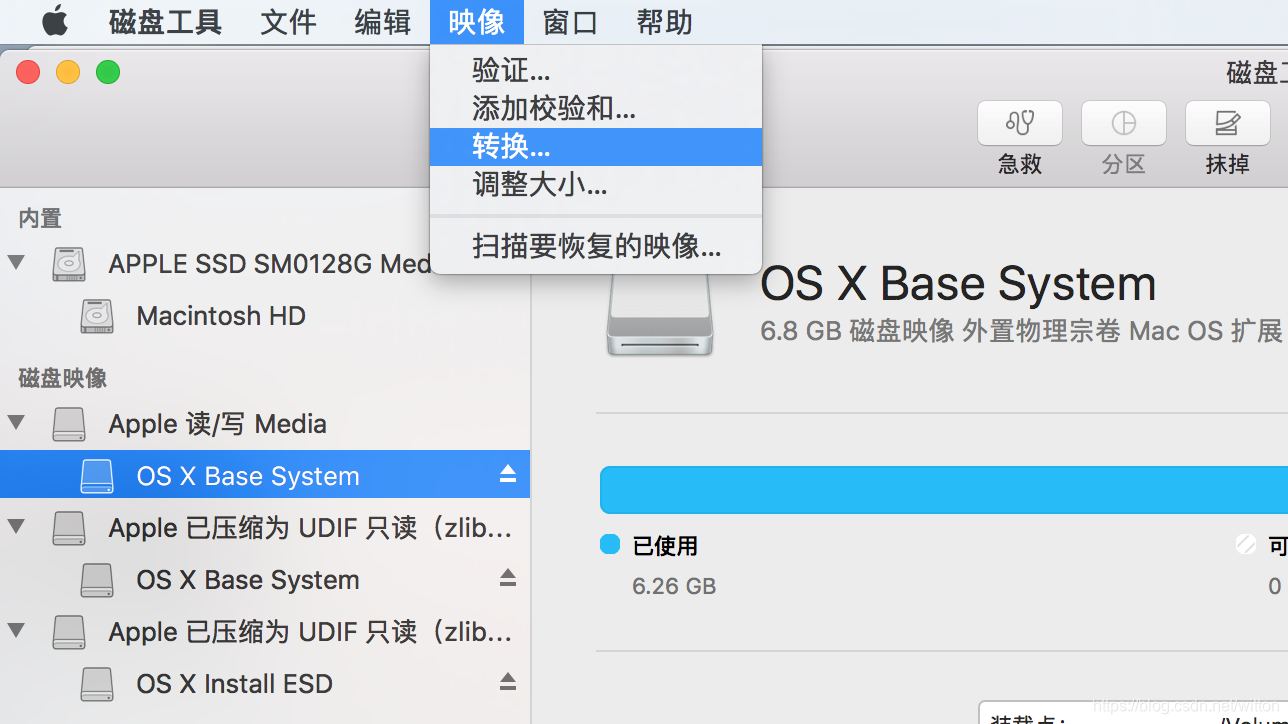 磁盘工具 文件 编辑 映像 窗口 帮助
验证...
添加校验和...
转换...
调整大小...
扫描要恢复的映像...
磁盘工
急救 分区 抹掉
内置
APPLE SSD SM0128G Med
Macintosh HD
磁盘映像
Apple 读/写 Media
OS X Base System
Apple 已压缩为 UDIF 只读（zlib...
OS X Base System
Apple 已压缩为 UDIF 只读（zlib...
OS X Install ESD
OS X Base System
6.8 GB 磁盘映像 外置物理宗卷 Mac OS 扩展
已使用 可
6.26 GB 0
装载点： /Volum
https://blog.csdn.net/witton